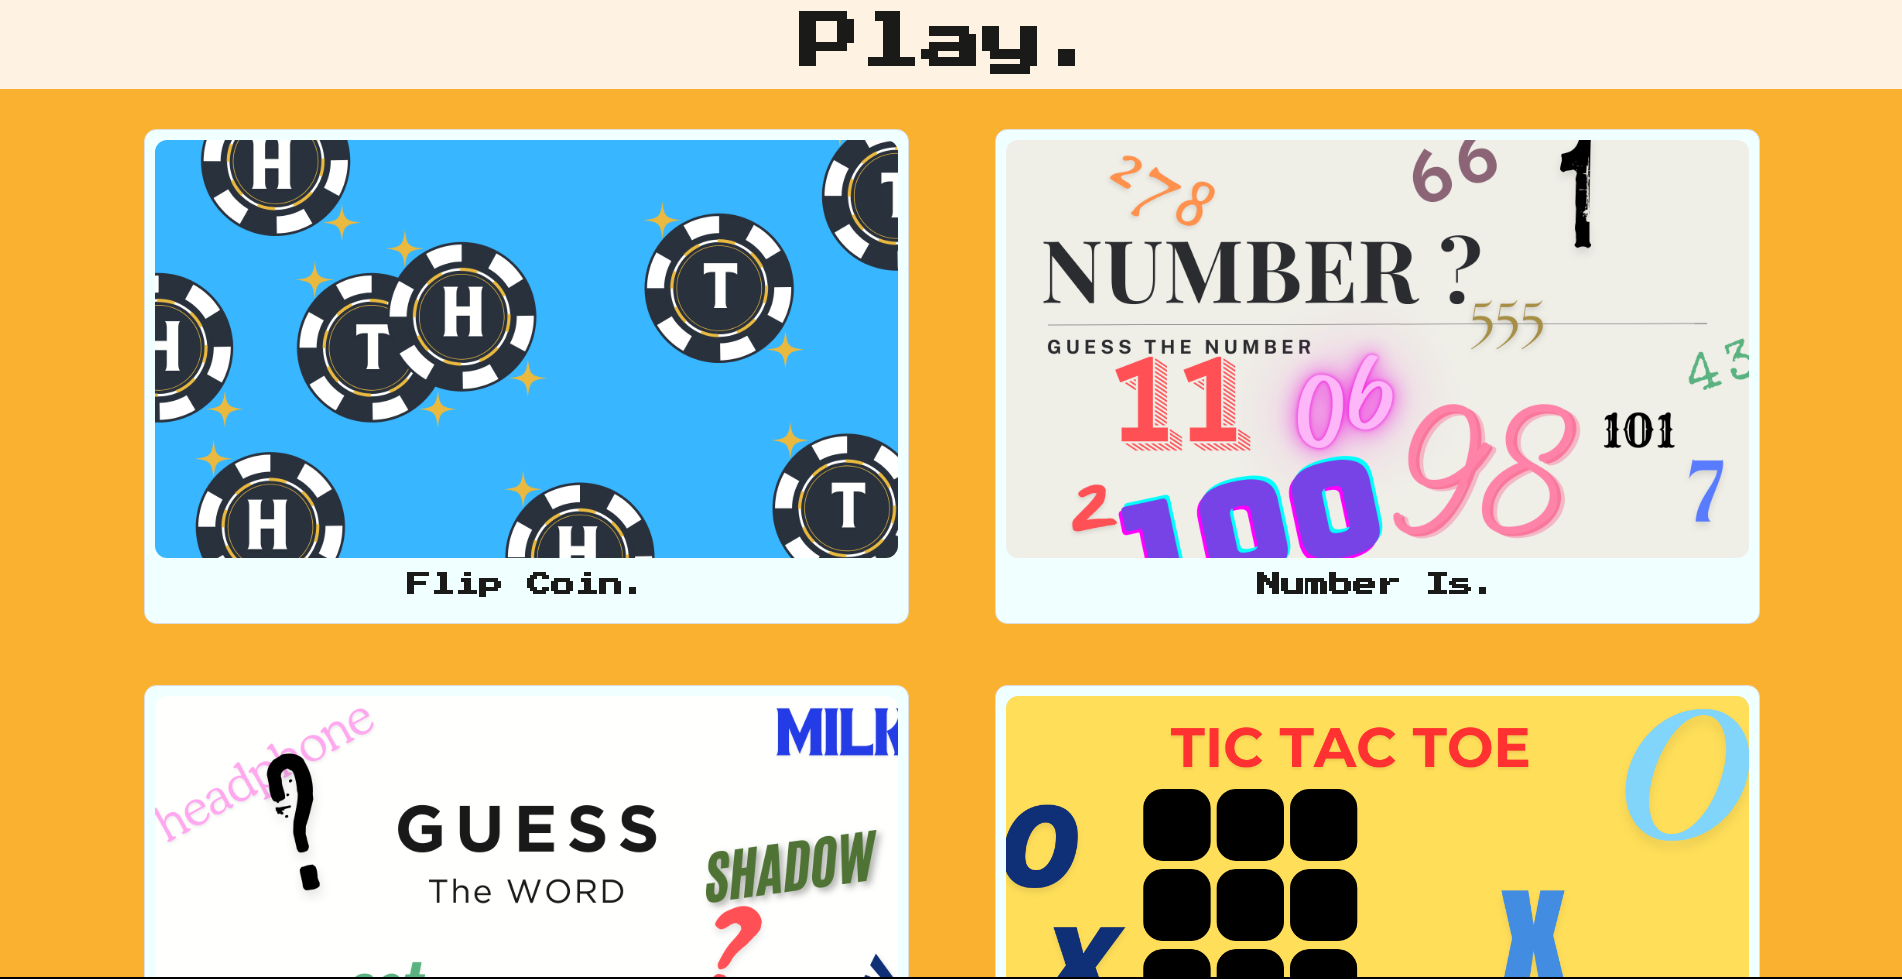 Play.
H
T
H
T
H
T
H
H
T
Flip Coin.
278
66
1
NUMBER ?
555
GUESS THE NUMBER
43
11
06
98
101
7
2
100
Number Is.
headphone
?
MILK
GUESS
The WORD
SHADOW
?
TIC TAC TOE
O
O
X
X